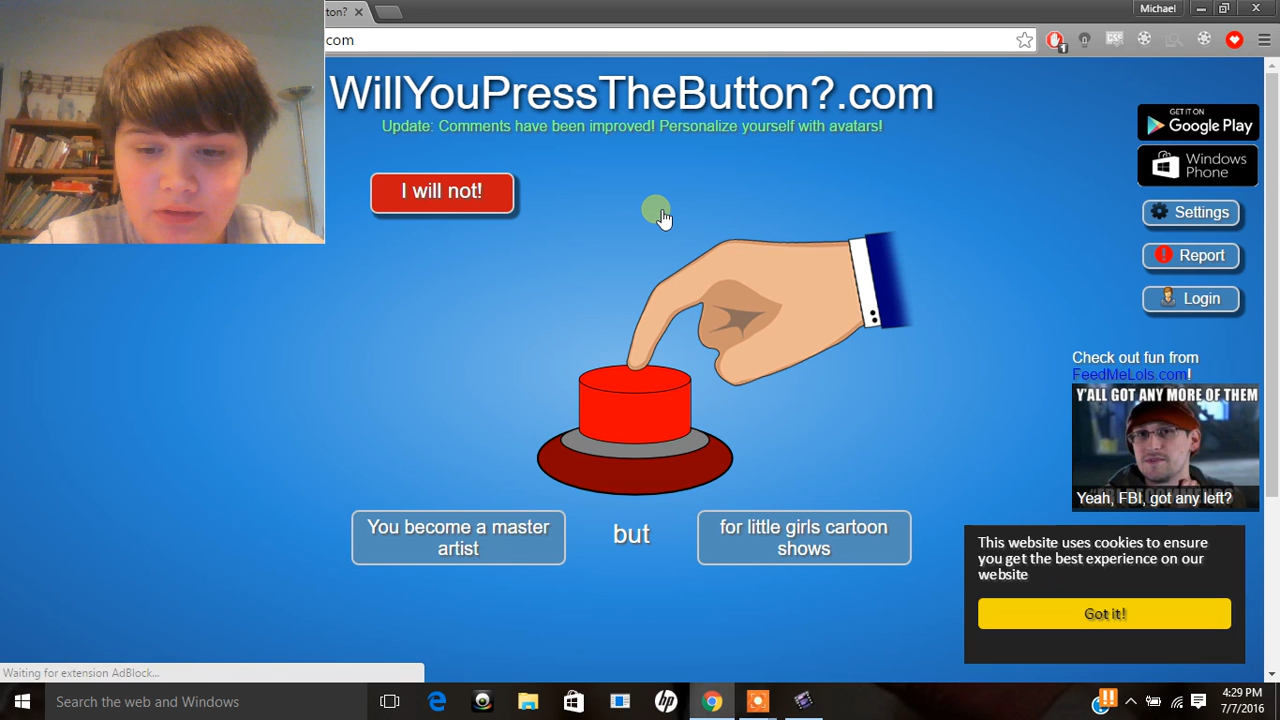 ton?
Michael
com
1
WillYouPressTheButton?.com
Update: Comments have been improved! Personalize yourself with avatars!
GET IT ON
Google Play
Windows
Phone
I will not!
Settings
Report
Login
Check out fun from
FeedMeLols.com!
Y'ALL GOT ANY MORE OF THEM
Yeah, FBI, got any left?
You become a master
artist
but
for little girls cartoon
shows
This website uses cookies to ensure
you get the best experience on our
website
Got it!
Waiting for extension AdBlock...
Search the web and Windows
4:29 PM
7/7/2016